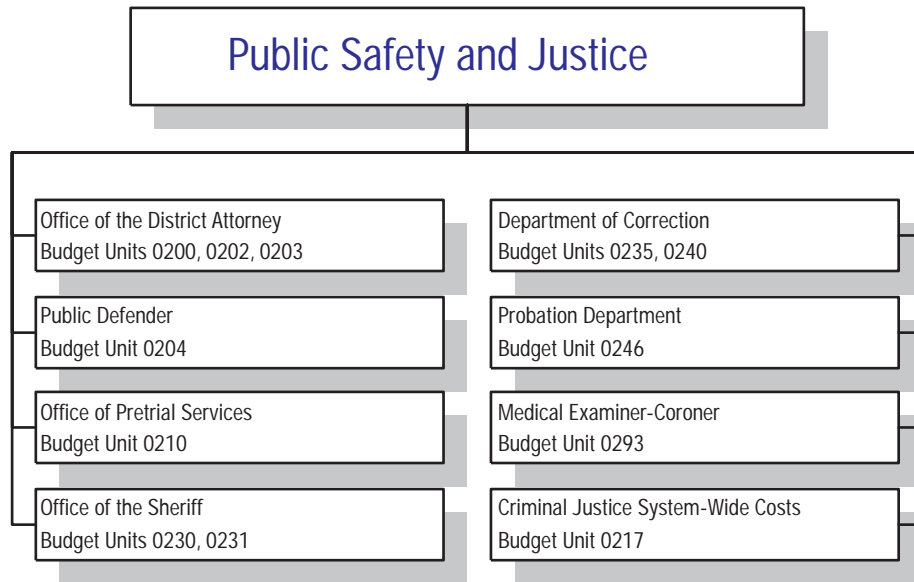 Public Safety and Justice
Office of the District Attorney
Budget Units 0200, 0202, 0203
Public Defender
Budget Unit 0204
Office of Pretrial Services
Budget Unit 0210
Office of the Sheriff
Budget Units 0230, 0231
Department of Correction
Budget Units 0235, 0240
Probation Department
Budget Unit 0246
Medical Examiner-Coroner
Budget Unit 0293
Criminal Justice System-Wide Costs
Budget Unit 0217